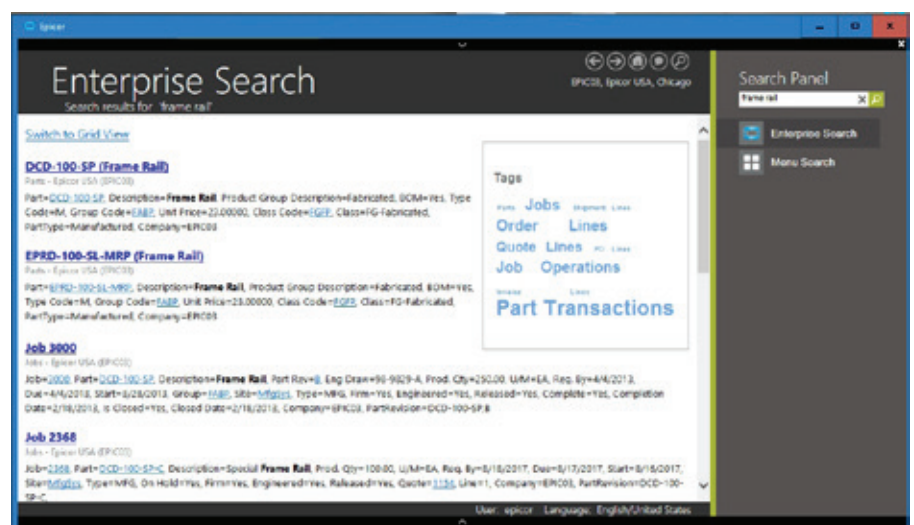 Epicor
Enterprise Search
Search results for 'frame rail'
EPIC03, Epicor USA, Chicago
Search Panel
frame rail
Enterprise Search
Menu Search
Switch to Grid View
DCD-100-SP (Frame Rail)
Parts - Epicor USA (EPIC03)
Part=DCD-100-SP, Description=Frame Rail, Product Group Description=Fabricated, BOM=Yes, Type
Code=M, Group Code=FABP, Unit Price=23.00000, Class Code=FGFP, Class=FG-Fabricated,
PartType=Manufactured, Company=EPIC03
EPRD-100-SL-MRP (Frame Rail)
Parts - Epicor USA (EPIC03)
Part=EPRD-100-SL-MRP, Description=Frame Rail, Product Group Description=Fabricated, BOM=Yes,
Type Code=M, Group Code=FABP, Unit Price=23.00000, Class Code=FGFP, Class=FG-Fabricated,
PartType=Manufactured, Company=EPIC03
Tags
Parts Jobs Shipment Lines
Order Lines
Quote Lines PO Lines
Job Operations
Invoice Lines
Part Transactions
Job 3000
Jobs - Epicor USA (EPIC03)
Job=3000, Part=DCD-100-SP, Description=Frame Rail, Part Rev=B, Eng Draw=96-9829-A, Prod. Qty=250.00, U/M=EA, Req. By=4/4/2013,
Due=4/4/2013, Start=3/28/2013, Group=FABP, Site=MfgSys, Type=MFG, Firm=Yes, Engineered=Yes, Released=Yes, Complete=Yes, Completion
Date=2/18/2013, Is Closed=Yes, Closed Date=2/18/2013, Company=EPIC03, PartRevision=DCD-100-SP,B
Job 2368
Jobs - Epicor USA (EPIC03)
Job=2368, Part=DCD-100-SP-C, Description=Special Frame Rail, Prod. Qty=100.00, U/M=EA, Req. By=8/18/2017, Due=8/17/2017, Start=8/16/2017,
Site=MfgSys, Type=MFG, On Hold=Yes, Firm=Yes, Engineered=Yes, Released=Yes, Quote=1134, Line=1, Company=EPIC03, PartRevision=DCD-100-
SP-C,
User: epicor Language: English/United States